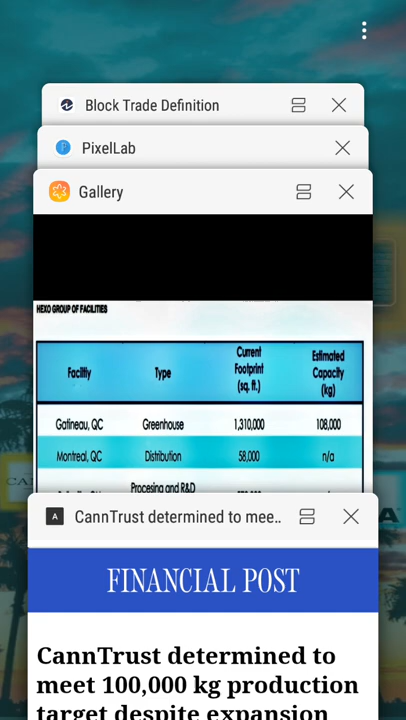 Block Trade Definition
PixelLab
Gallery
HEXO GROUP OF FACILITIES
Facility Type Current Footprint (sq. ft.) Estimated Capacity (kg)
Gatineau, QC Greenhouse 1,310,000 108,000
Montreal, QC Distribution 58,000 n/a
Procesing and R&D
CannTrust determined to mee..
A
FINANCIAL POST
CannTrust determined to
meet 100,000 kg production
target despite expansion